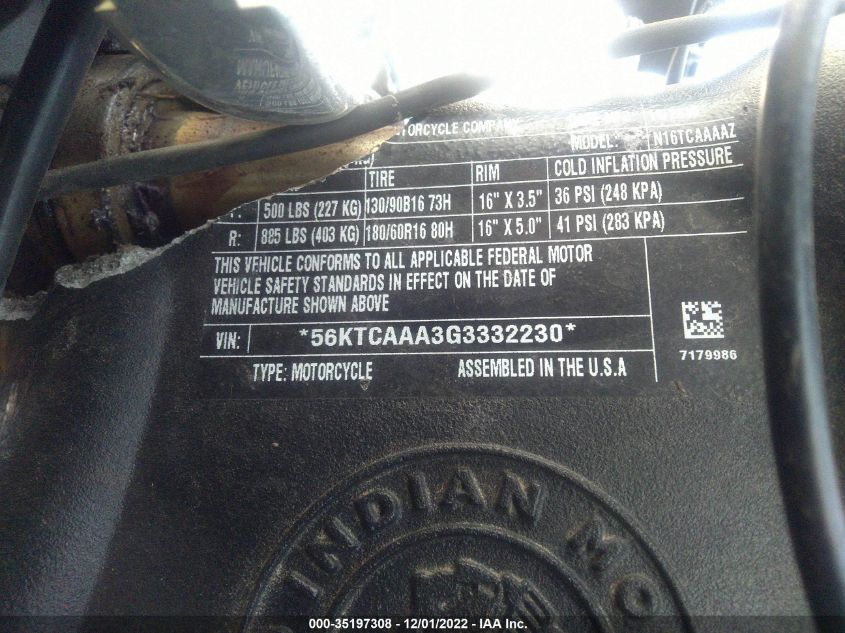 ORCYCLE COMPANY
MODEL: N16TCAAAAZ
TIRE RIM COLD INFLATION PRESSURE
F: 500 LBS (227 KG) 130/90B16 73H 16" X 3.5" 36 PSI (248 KPA)
R: 885 LBS (403 KG) 180/60R16 80H 16" X 5.0" 41 PSI (283 KPA)
THIS VEHICLE CONFORMS TO ALL APPLICABLE FEDERAL MOTOR
VEHICLE SAFETY STANDARDS IN EFFECT ON THE DATE OF
MANUFACTURE SHOWN ABOVE
VIN: *56KTCAAA3G3332230*
7179986
TYPE: MOTORCYCLE ASSEMBLED IN THE U.S.A
INDIAN MO
000-35197308 - 12/01/2022 - IAA Inc.